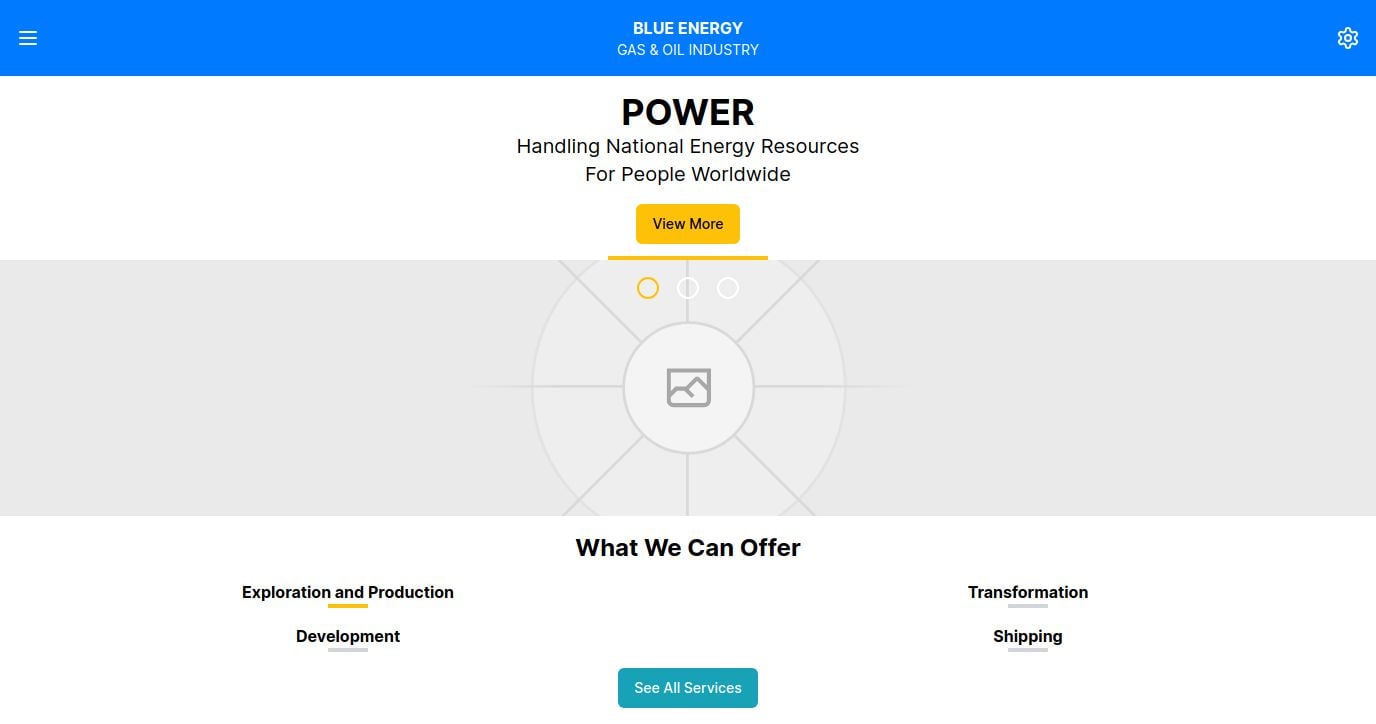 BLUE ENERGY
GAS & OIL INDUSTRY
POWER
Handling National Energy Resources
For People Worldwide
View More
What We Can Offer
Exploration and Production
Transformation
Development
Shipping
See All Services